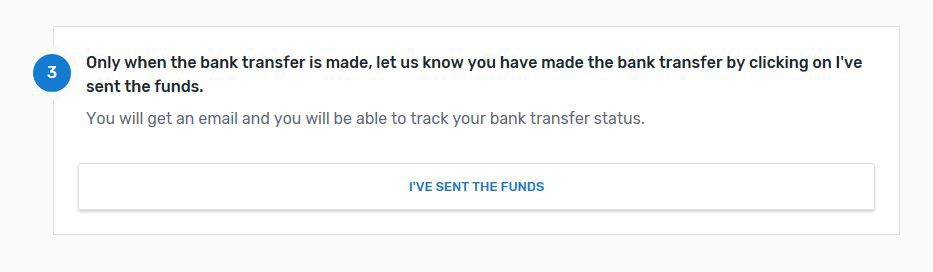 3
Only when the bank transfer is made, let us know you have made the bank transfer by clicking on I've
sent the funds.
You will get an email and you will be able to track your bank transfer status.
I'VE SENT THE FUNDS